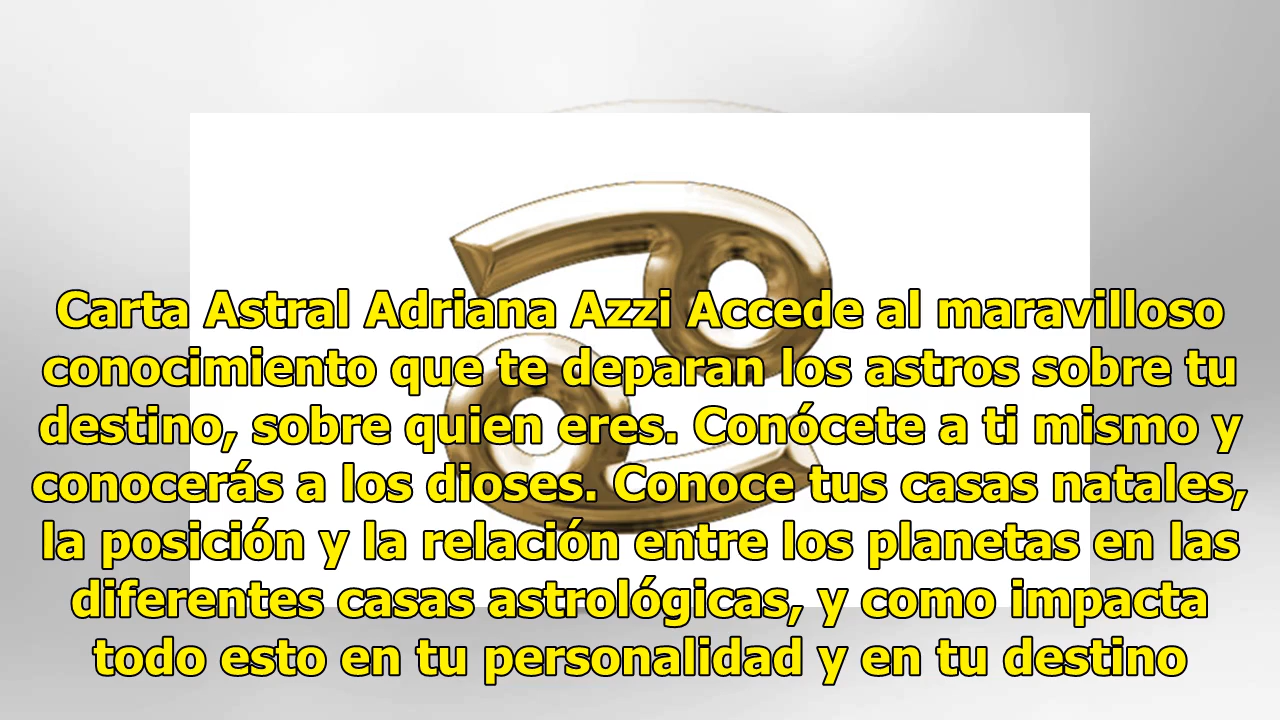 Carta Astral Adriana Azzi Accede al maravilloso
conocimiento que te deparan los astros sobre tu
destino, sobre quien eres. Conócete a ti mismo y
conocerás a los dioses. Conoce tus casas natales,
la posición y la relación entre los planetas en las
diferentes casas astrológicas, y como impacta
todo esto en tu personalidad y en tu destino